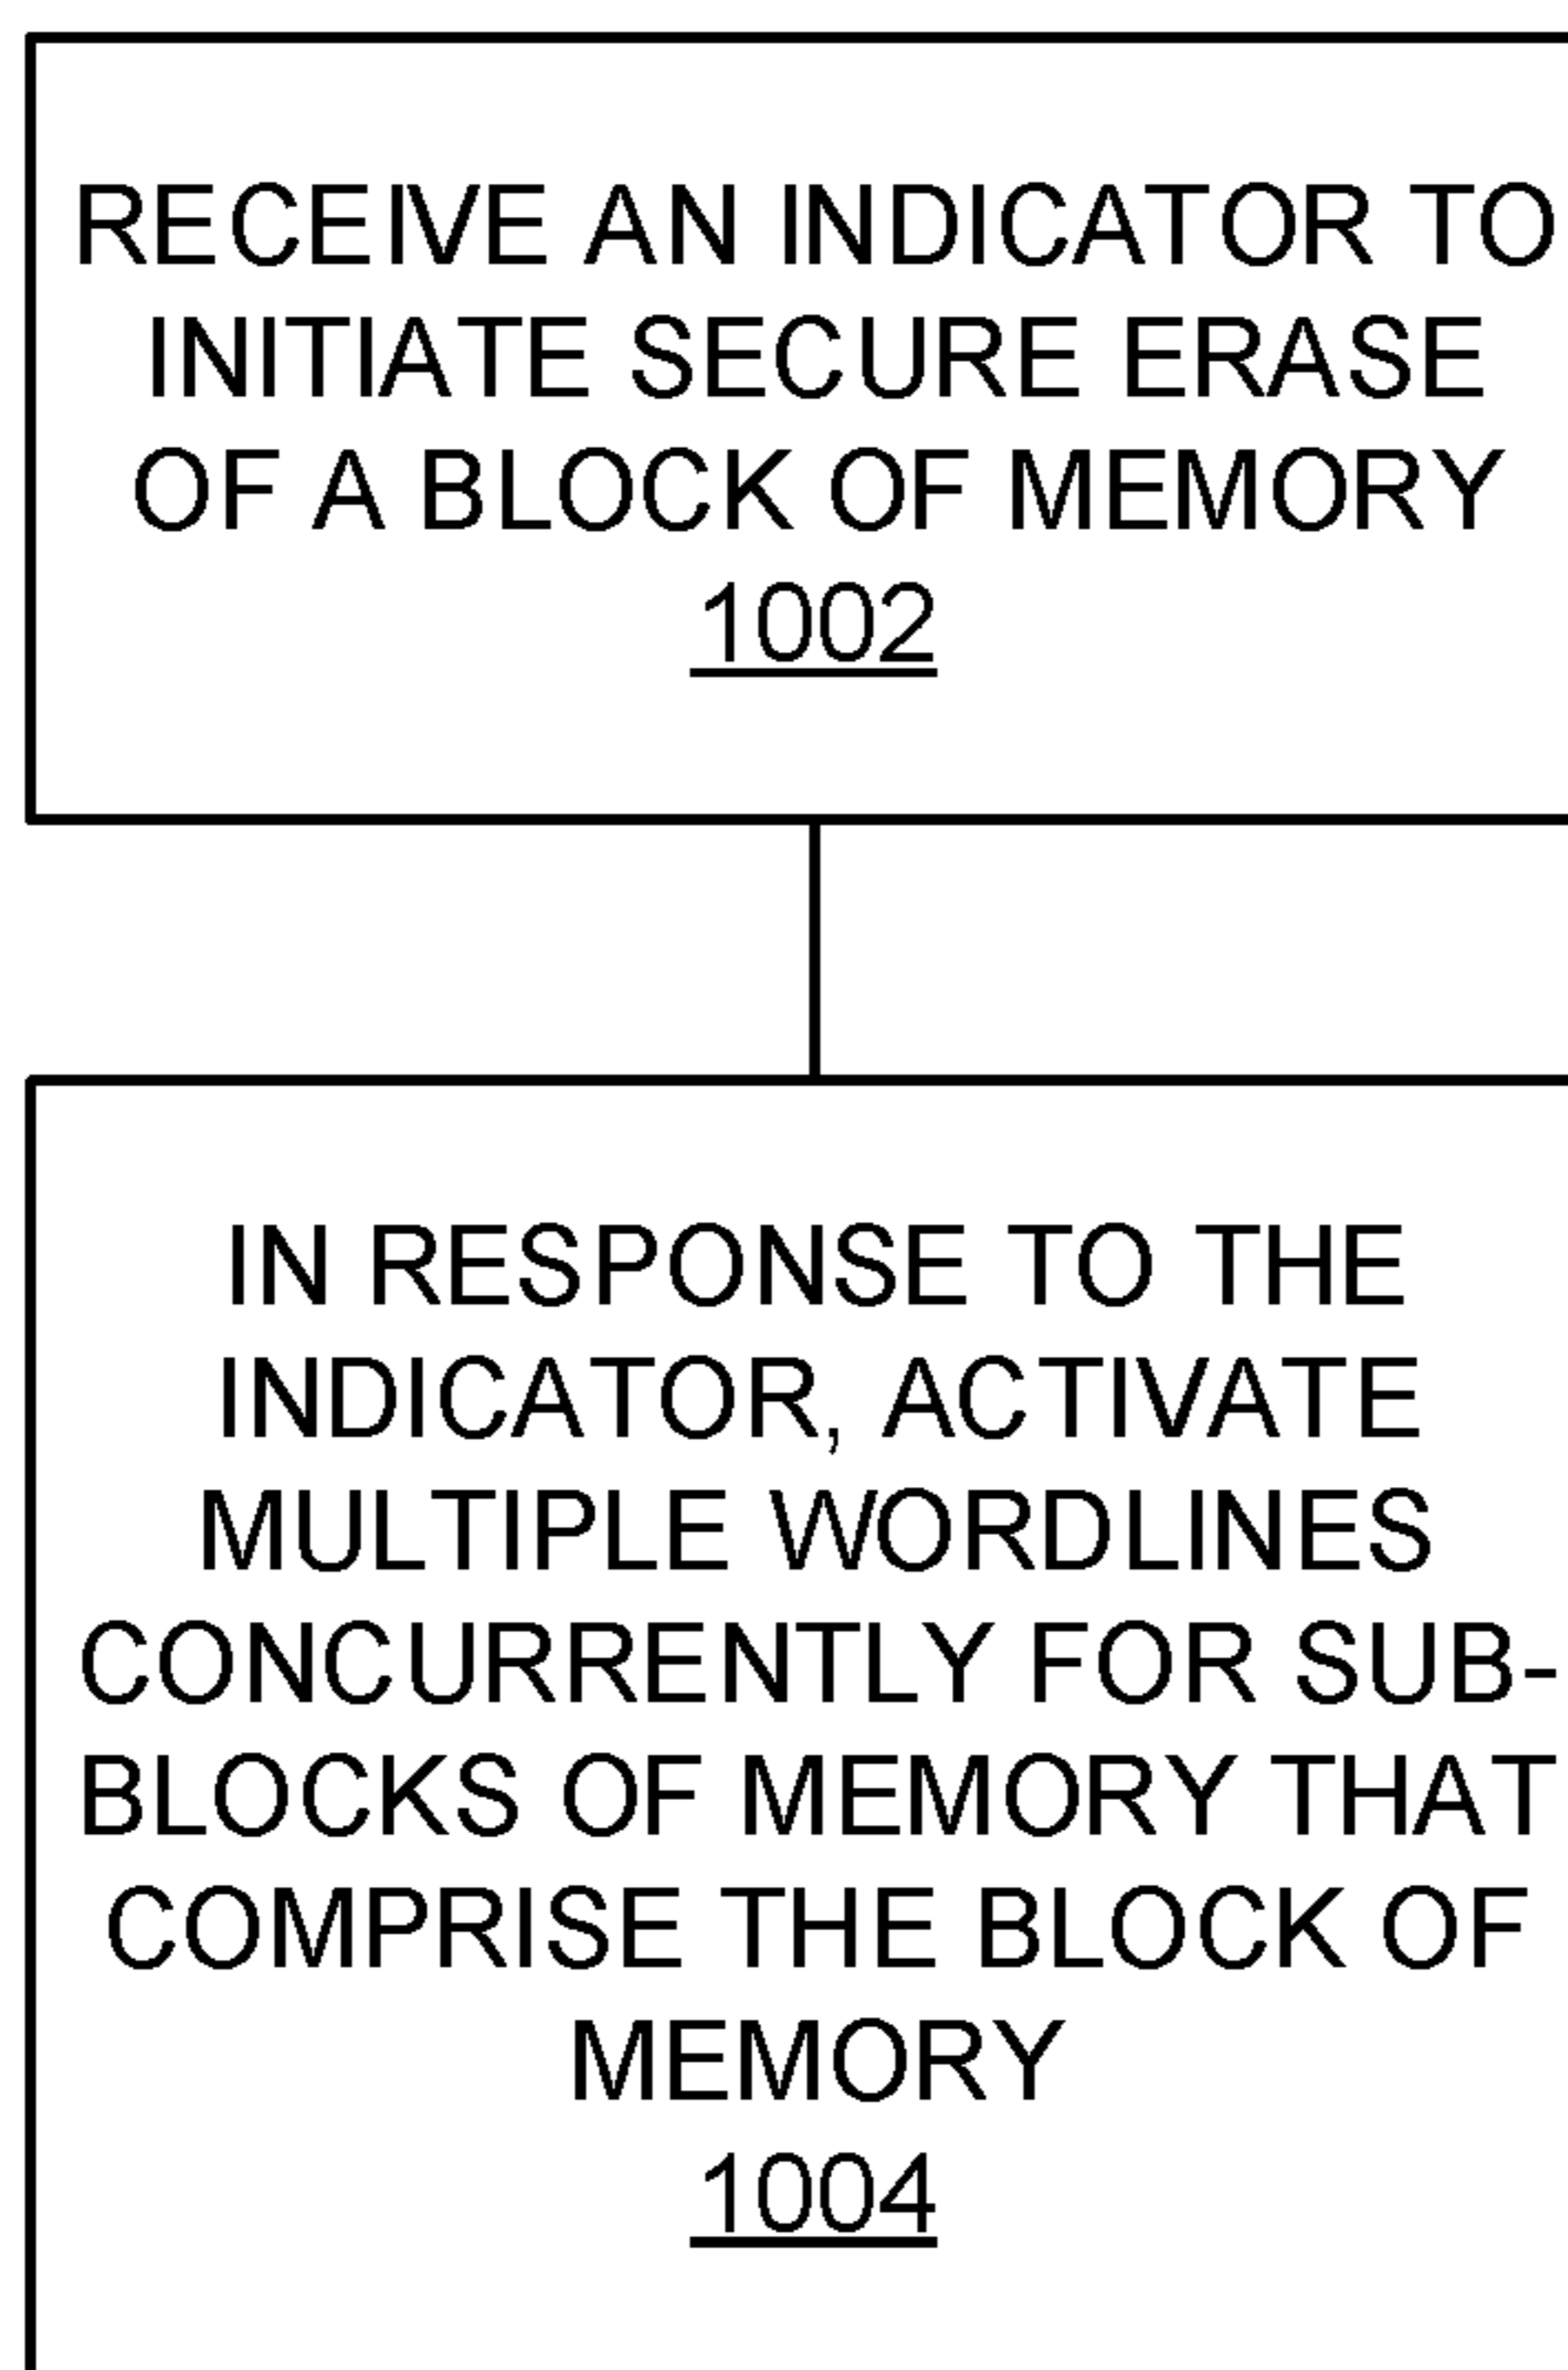 RECEIVE AN INDICATOR TO
INITIATE SECURE ERASE
OF A BLOCK OF MEMORY
1002
IN RESPONSE TO THE
INDICATOR, ACTIVATE
MULTIPLE WORDLINES
CONCURRENTLY FOR SUB-
BLOCKS OF MEMORY THAT
COMPRISE THE BLOCK OF
MEMORY
1004